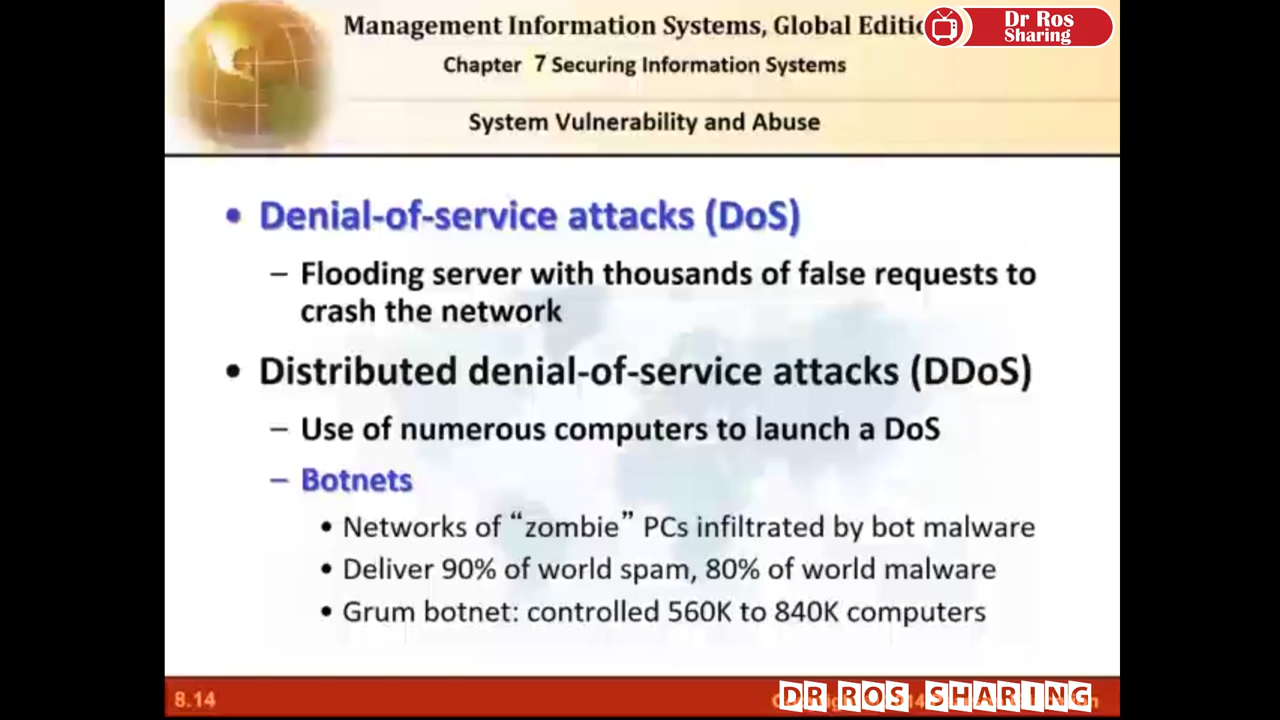 Management Information Systems, Global
Dr Ros
Sharing
Chapter 7 Securing Information Systems
System Vulnerability and Abuse
• Denial-of-service attacks (DoS)
– Flooding server with thousands of false requests to
crash the network
• Distributed denial-of-service attacks (DDoS)
– Use of numerous computers to launch a DoS
– Botnets
• Networks of “zombie” PCs infiltrated by bot malware
• Deliver 90% of world spam, 80% of world malware
• Grum botnet: controlled 560K to 840K computers
8.14
DR ROS SHARING